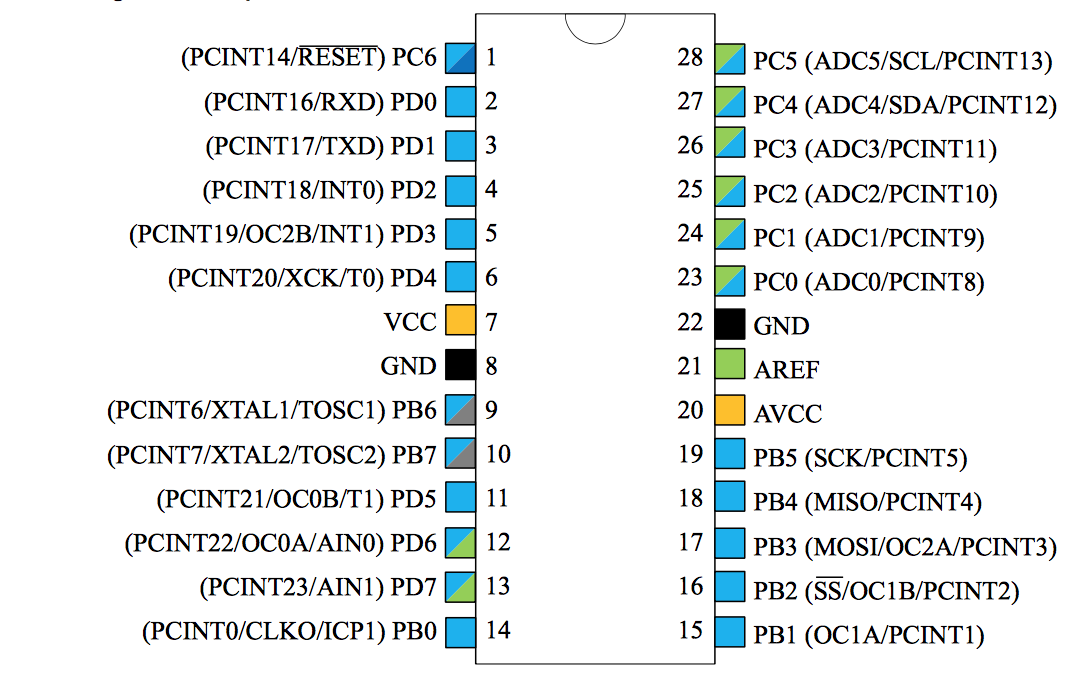 (PCINT14/RESET) PC6 1
(PCINT16/RXD) PD0 2
(PCINT17/TXD) PD1 3
(PCINT18/INT0) PD2 4
(PCINT19/OC2B/INT1) PD3 5
(PCINT20/XCK/T0) PD4 6
VCC 7
GND 8
(PCINT6/XTAL1/TOSC1) PB6 9
(PCINT7/XTAL2/TOSC2) PB7 10
(PCINT21/OC0B/T1) PD5 11
(PCINT22/OC0A/AIN0) PD6 12
(PCINT23/AIN1) PD7 13
(PCINT0/CLKO/ICP1) PB0 14
28 PC5 (ADC5/SCL/PCINT13)
27 PC4 (ADC4/SDA/PCINT12)
26 PC3 (ADC3/PCINT11)
25 PC2 (ADC2/PCINT10)
24 PC1 (ADC1/PCINT9)
23 PC0 (ADC0/PCINT8)
22 GND
21 AREF
20 AVCC
19 PB5 (SCK/PCINT5)
18 PB4 (MISO/PCINT4)
17 PB3 (MOSI/OC2A/PCINT3)
16 PB2 (SS/OC1B/PCINT2)
15 PB1 (OC1A/PCINT1)